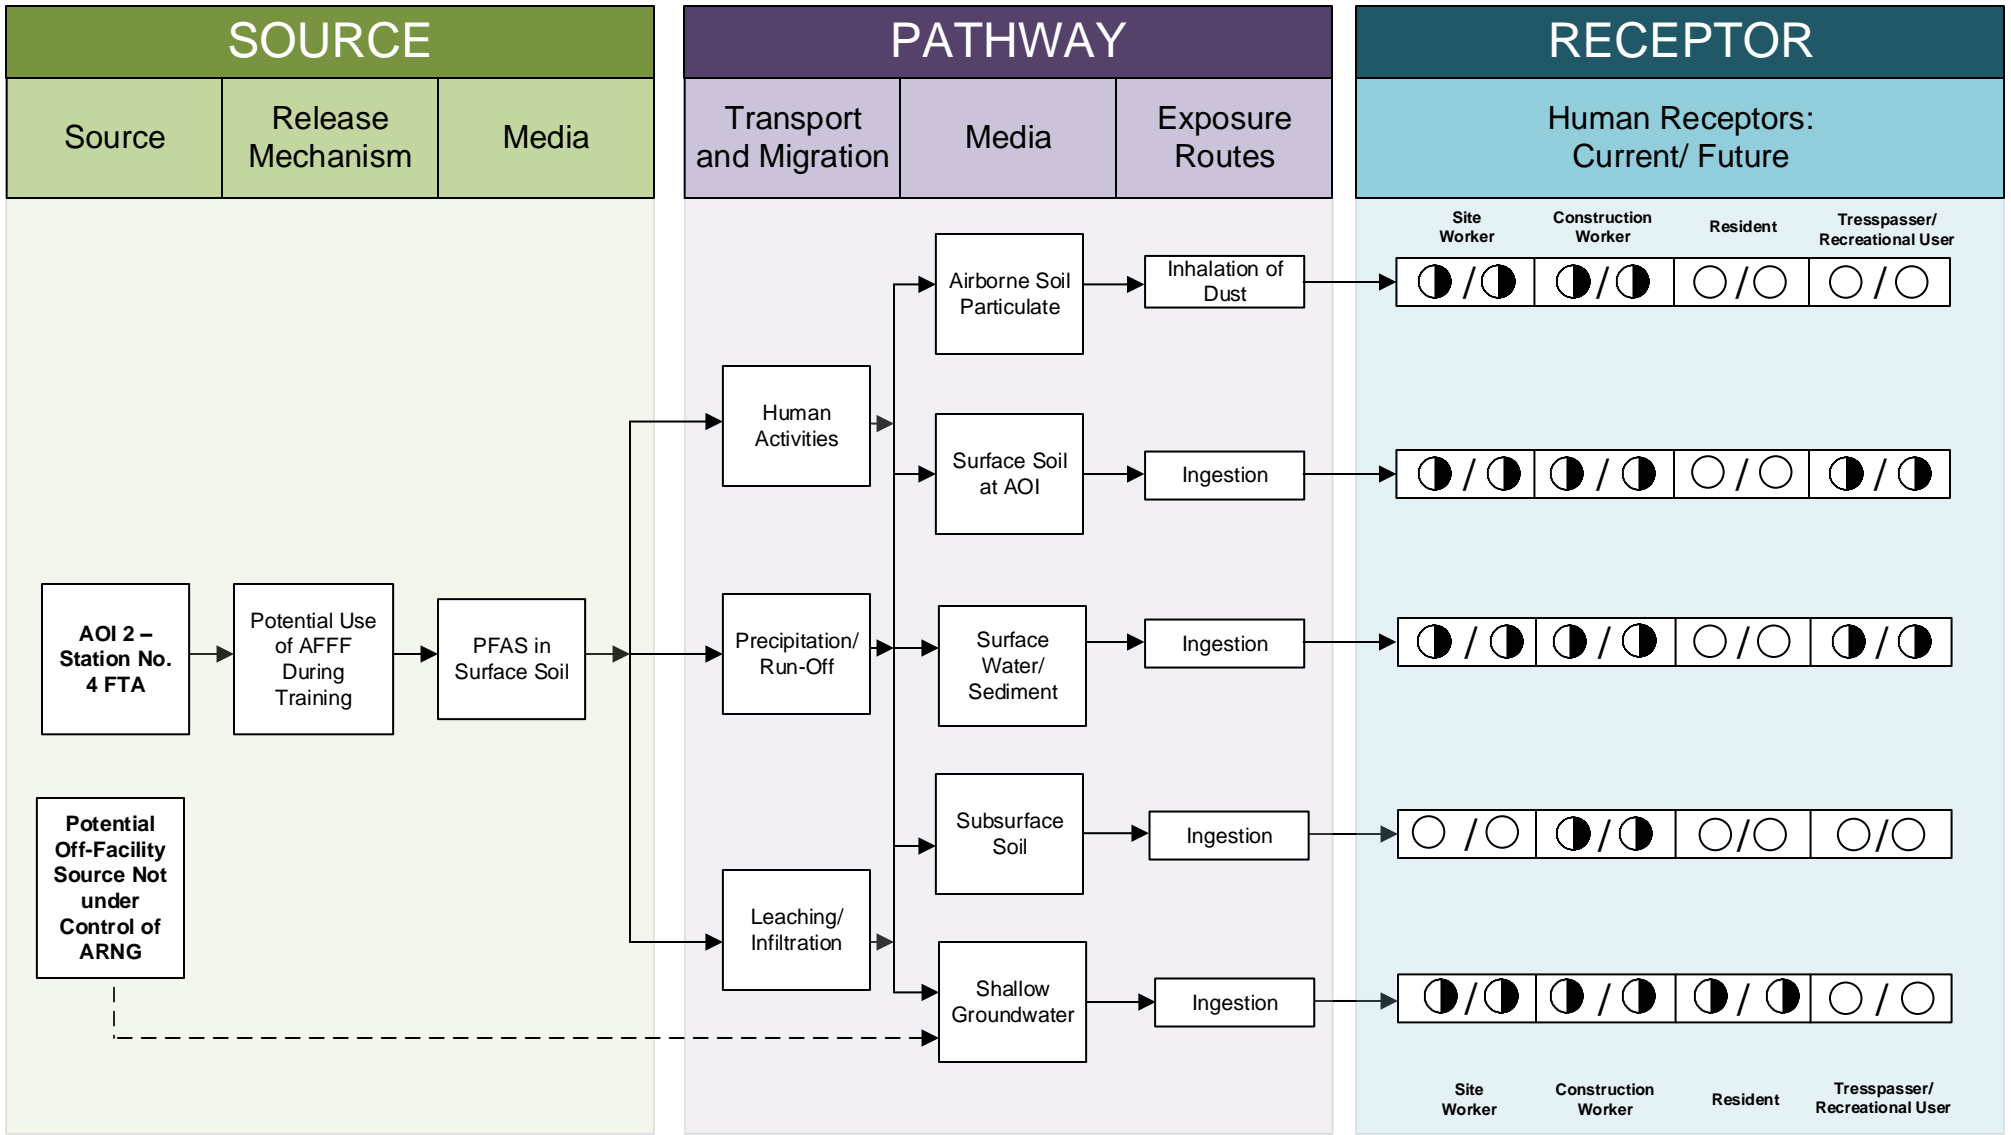 SOURCE
PATHWAY
RECEPTOR
Source
Release
Mechanism
Media
Transport
and Migration
Media
Exposure
Routes
Human Receptors:
Current/ Future
Site
Worker
Construction
Worker
Resident
Tresspasser/
Recreational User
Airborne Soil
Particulate
Inhalation of
Dust
/
/
/
/
Human
Activities
Surface Soil
at AOI
Ingestion
/
/
/
/
AOI 2 –
Station No.
4 FTA
Potential Use
of AFFF
During
Training
PFAS in
Surface Soil
Precipitation/
Run-Off
Surface
Water/
Sediment
Ingestion
/
/
/
/
Potential
Off-Facility
Source Not
under
Control of
ARNG
Subsurface
Soil
Ingestion
/
/
/
/
Leaching/
Infiltration
Shallow
Groundwater
Ingestion
/
/
/
/
Site
Worker
Construction
Worker
Resident
Tresspasser/
Recreational User